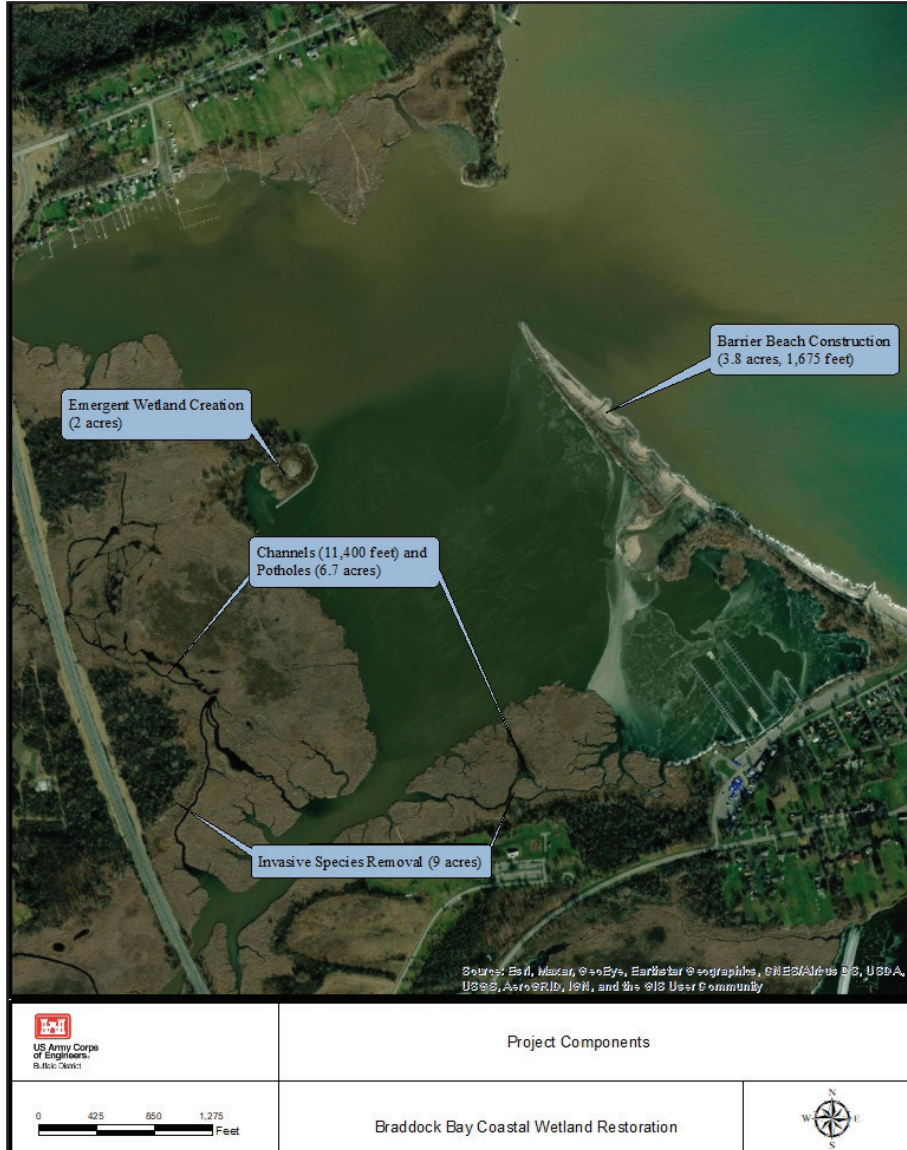 Barrier Beach Construction
(3.8 acres, 1,675 feet)
Emergent Wetland Creation
(2 acres)
Channels (11,400 feet) and
Potholes (6.7 acres)
Invasive Species Removal (9 acres)
Source: Esri, Maxar, GeoEye, Earthstar Geographics, CNES/Airbus DS, USDA,
USGS, AeroGRID, IGN, and the GIS User Community
US Army Corps
of Engineers®
Buffalo District
Project Components
0 425 850 1,275
Feet
Braddock Bay Coastal Wetland Restoration
N
W E
S